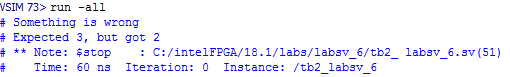 VSIM 73> run -all
# Something is wrong
# Expected 3, but got 2
# ** Note: $stop    : C:/intelFPGA/18.1/labs/labsv_6/tb2_ labsv_6.sv(51)
#    Time: 60 ns  Iteration: 0  Instance: /tb2_labsv_6